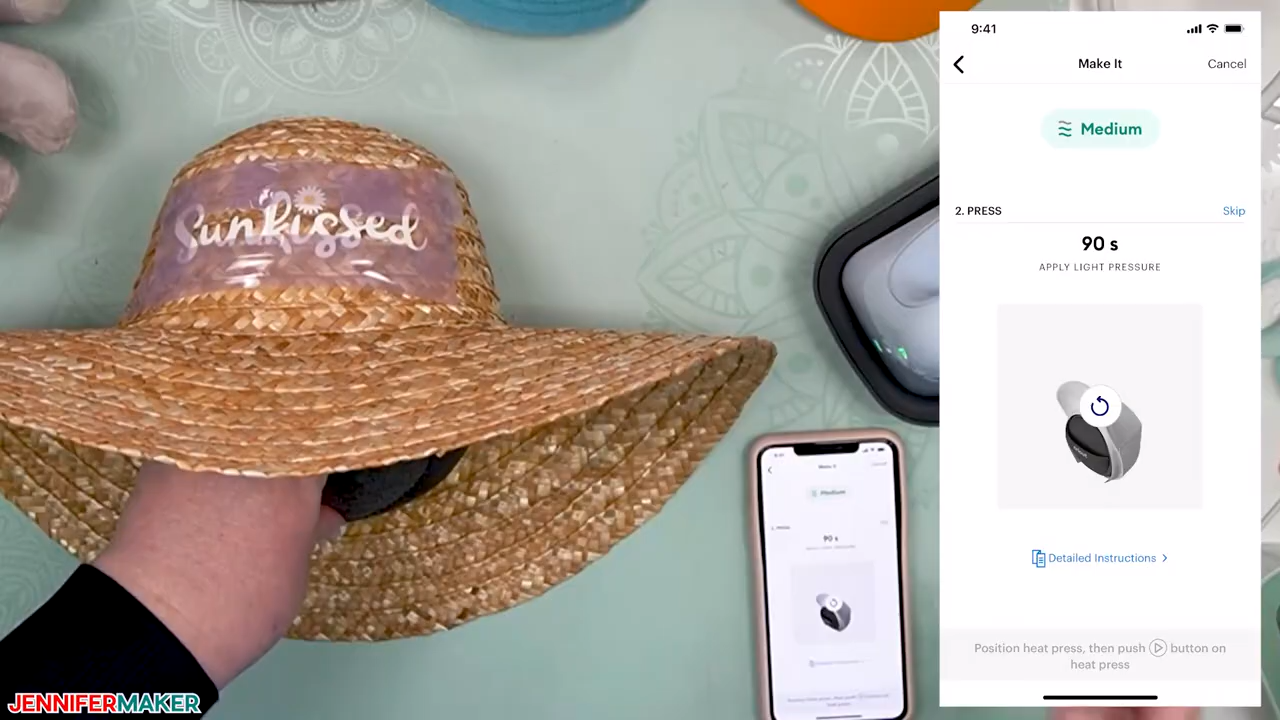 Sunkissed
JENNIFERMAKER
9:41
Make It
Cancel
Medium
2. PRESS
Skip
90 s
APPLY LIGHT PRESSURE
Detailed Instructions >
Position heat press, then push button on
heat press
Medium
90 s